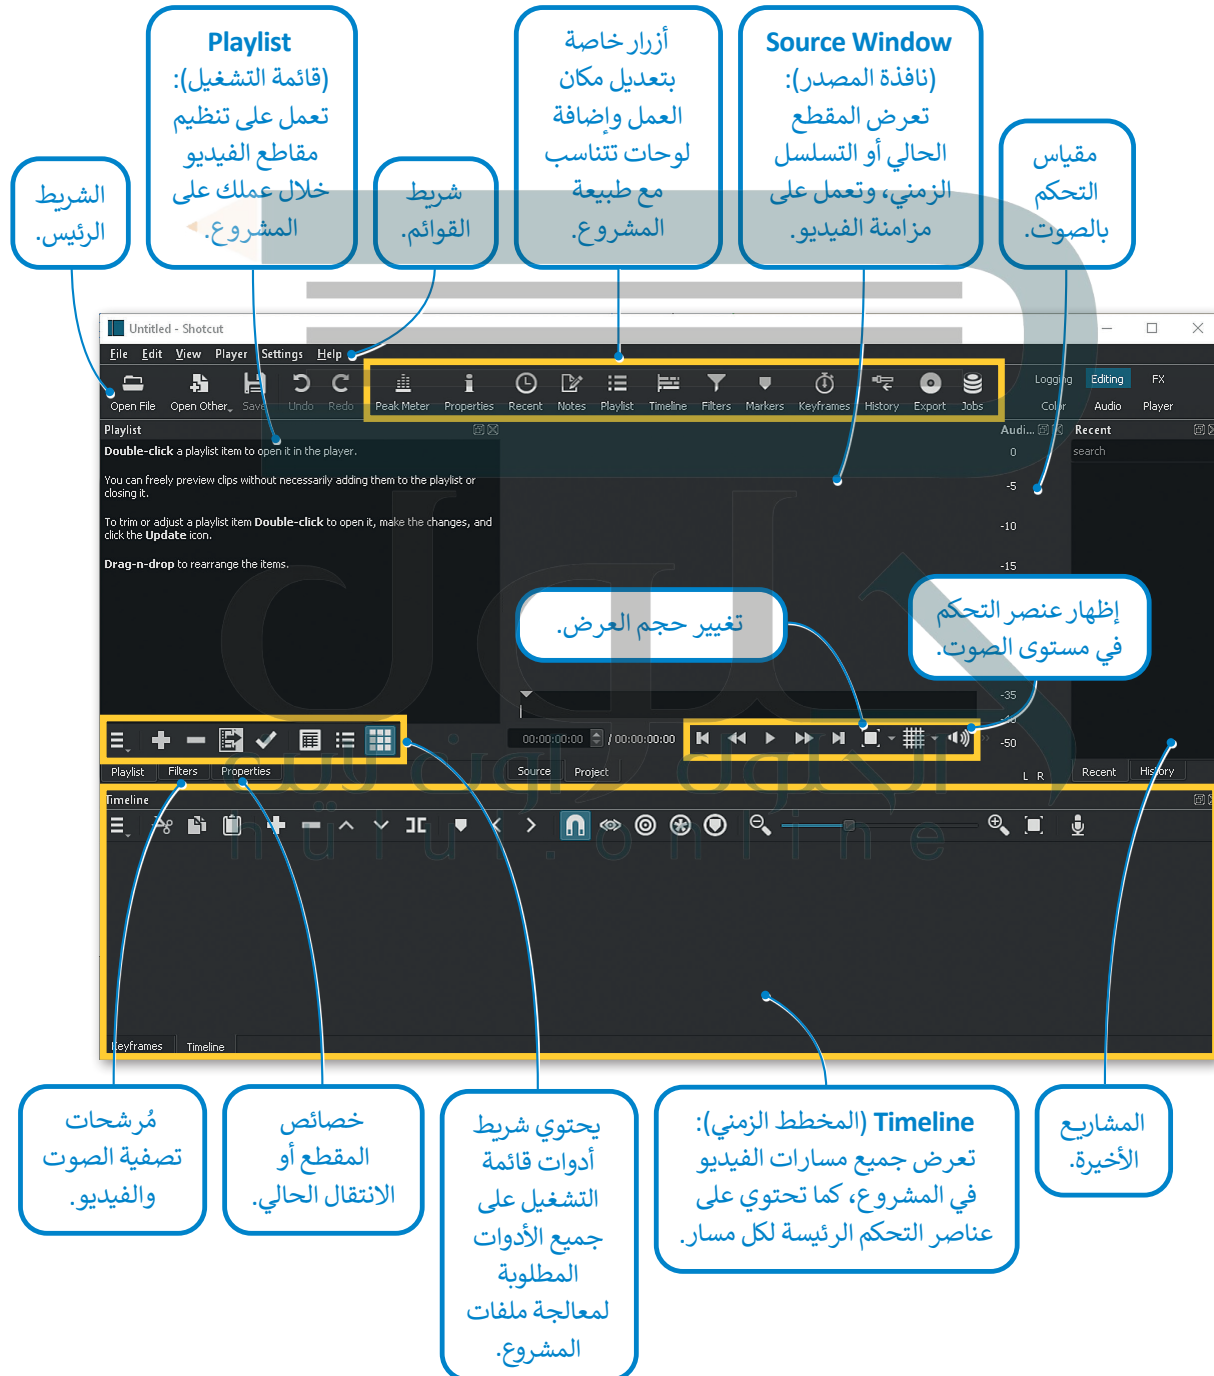 Playlist
(قائمة التشغيل):
تعمل على تنظيم
مقاطع الفيديو
خلال عملك على
المشروع.
أزرار خاصة
بتعديل مكان
العمل وإضافة
لوحات تتناسب
مع طبيعة
المشروع.
Source Window
(نافذة المصدر):
تعرض المقطع
الحالي أو التسلسل
الزمني، وتعمل على
مزامنة الفيديو.
مقياس
التحكم
بالصوت.
شريط
القوائم.
الشريط
الرئيس.
Untitled - Shotcut
File Edit View Player Settings Help
Open File Open Other... Save Undo Redo Peak Meter Properties Recent Notes Playlist Timeline Filters Markers Keyframes History Export Jobs
Logging Editing FX
Color Audio Player
Playlist
Audi... Recent
Double-click a playlist item to open it in the player.
You can freely preview clips without necessarily adding them to the playlist or
closing it.
To trim or adjust a playlist item Double-click to open it, make the changes, and
click the Update icon.
Drag-n-drop to rearrange the items.
search
0
-5
-10
-15
-35
-40
-50
L R
تغيير حجم العرض.
إظهار عنصر التحكم
في مستوى الصوت.
00:00:00:00 / 00:00:00:00
Playlist Filters Properties
Source Project
Recent History
Timeline
Keyframes Timeline
حلول
الحلول اون لاين
hulul.online
مُرشحات
تصفية الصوت
والفيديو.
خصائص
المقطع أو
الانتقال الحالي.
يحتوي شريط
أدوات قائمة
التشغيل على
جميع الأدوات
المطلوبة
لمعالجة ملفات
المشروع.
Timeline (المخطط الزمني):
تعرض جميع مسارات الفيديو
في المشروع، كما تحتوي على
عناصر التحكم الرئيسة لكل مسار.
المشاريع
الأخيرة.